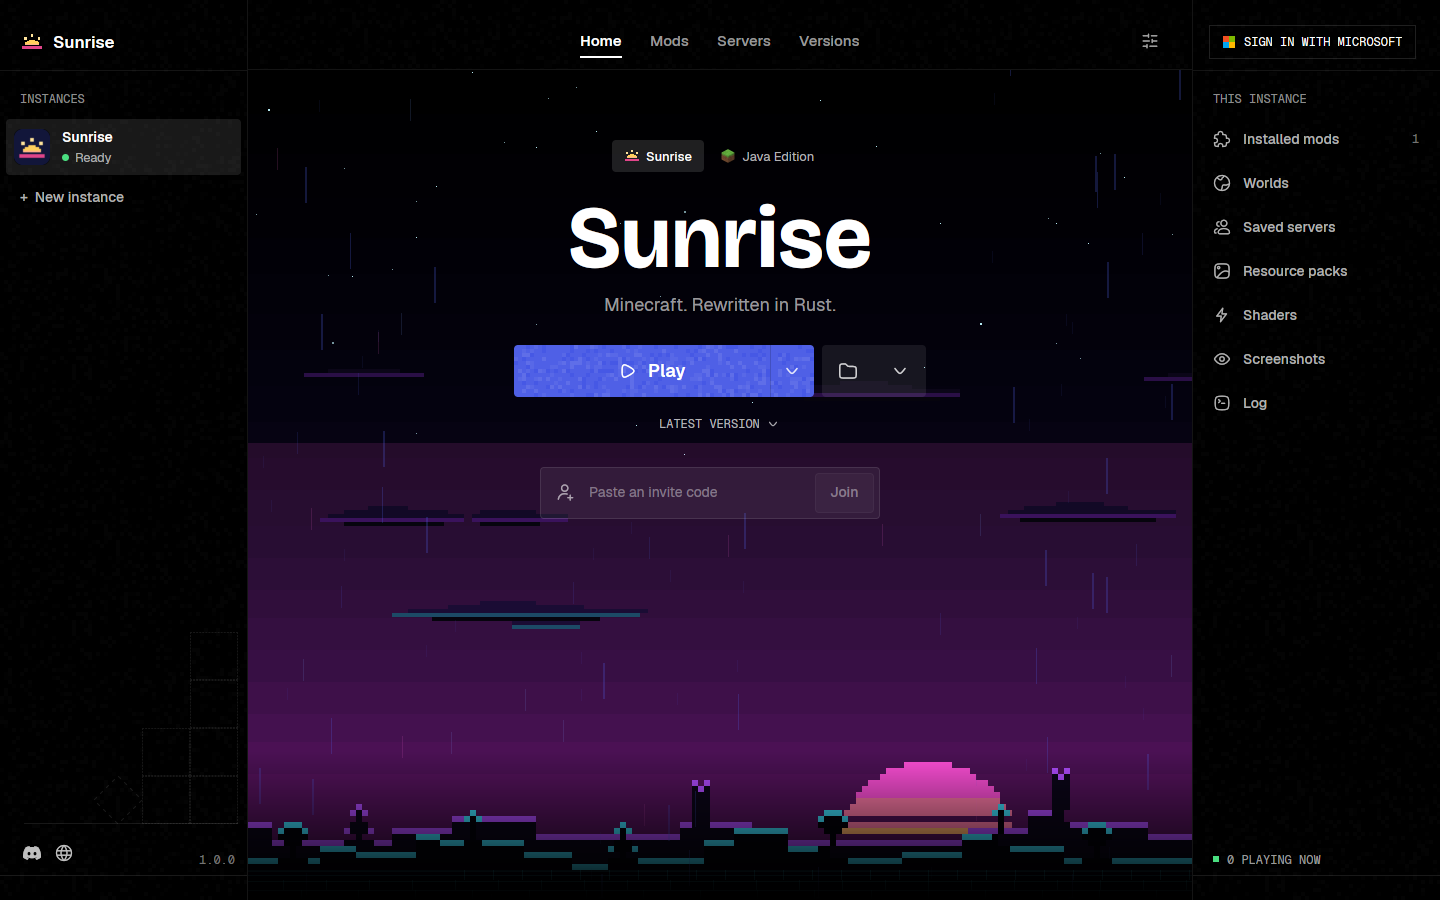 Sunrise
Home
Mods
Servers
Versions
SIGN IN WITH MICROSOFT
INSTANCES
Sunrise
Ready
+ New instance
Sunrise
Java Edition
Sunrise
Minecraft. Rewritten in Rust.
Play
LATEST VERSION
Paste an invite code
Join
THIS INSTANCE
Installed mods 1
Worlds
Saved servers
Resource packs
Shaders
Screenshots
Log
1.0.0
0 PLAYING NOW